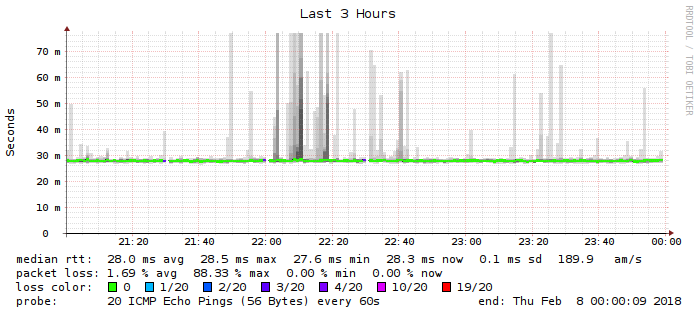 Last 3 Hours
RRDTOOL / TOBI OETIKER
Seconds
70 m
60 m
50 m
40 m
30 m
20 m
10 m
0
21:20 21:40 22:00 22:20 22:40 23:00 23:20 23:40 00:00
median rtt: 28.0 ms avg 28.5 ms max 27.6 ms min 28.3 ms now 0.1 ms sd 189.9 am/s
packet loss: 1.69 % avg 88.33 % max 0.00 % min 0.00 % now
loss color: 0 1/20 2/20 3/20 4/20 10/20 19/20
probe: 20 ICMP Echo Pings (56 Bytes) every 60s end: Thu Feb 8 00:00:09 2018